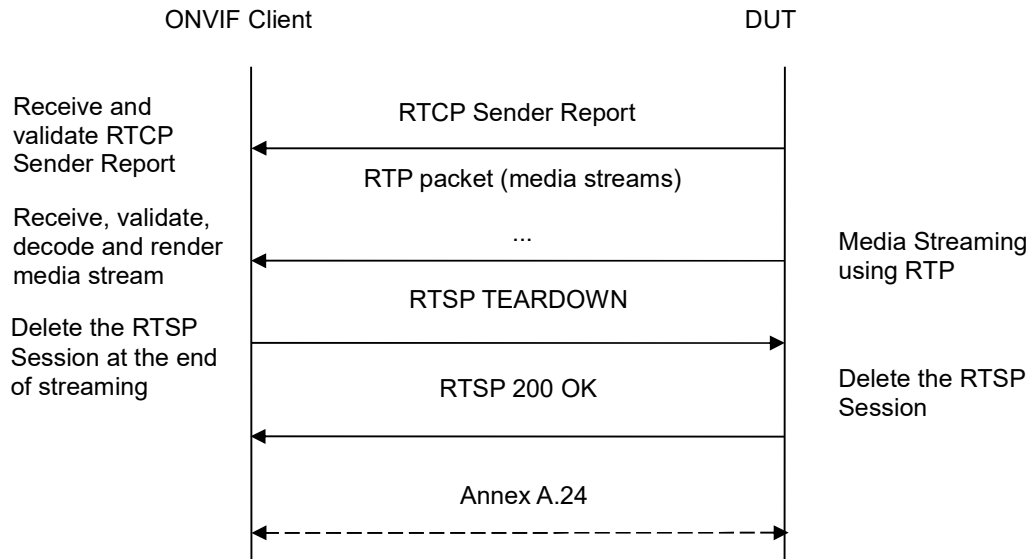 ONVIF Client
DUT
Receive and
validate RTCP
Sender Report
RTCP Sender Report
RTP packet (media streams)
Receive, validate,
decode and render
media stream
...
Media Streaming
using RTP
RTSP TEARDOWN
Delete the RTSP
Session at the end
of streaming
RTSP 200 OK
Delete the RTSP
Session
Annex A.24